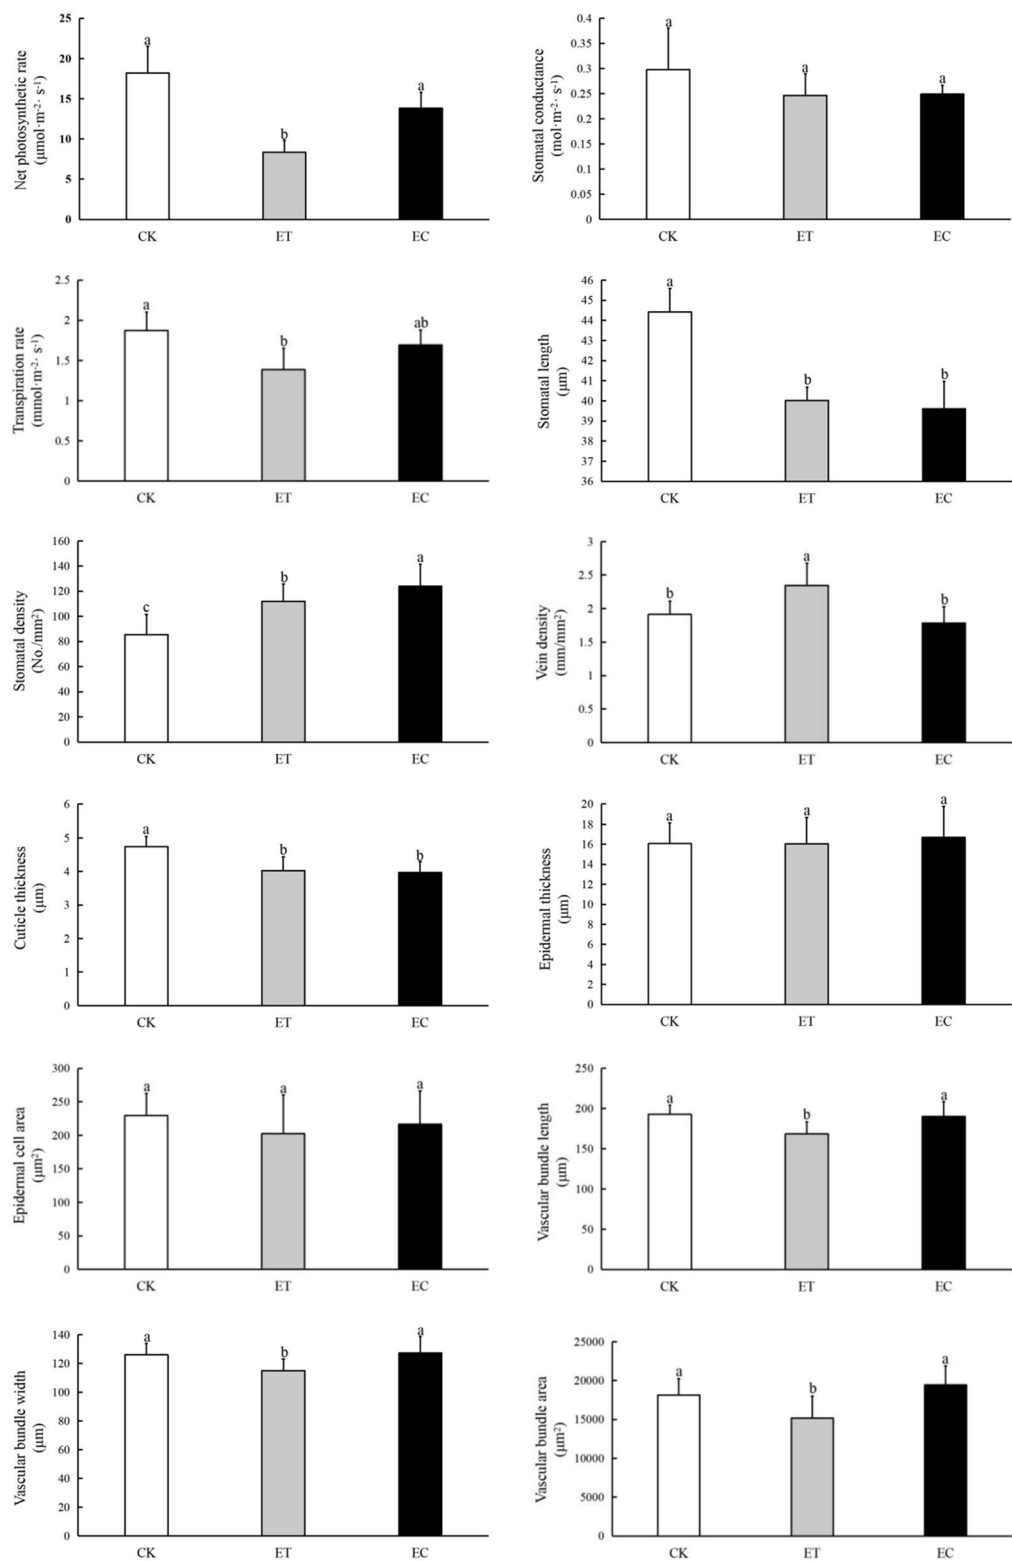 Net photosynthetic rate
(μmol·m-2· s-1)
25
20
15
10
5
0
a
b
a
CK
ET
EC
Stomatal conductance
(mol·m-2· s-1)
0.4
0.35
0.3
0.25
0.2
0.15
0.1
0.05
0
a
a
a
CK
ET
EC
Transpiration rate
(mmol·m-2· s-1)
2.5
2
1.5
1
0.5
0
a
b
ab
CK
ET
EC
Stomatal length
(μm)
46
45
44
43
42
41
40
39
38
37
36
a
b
b
CK
ET
EC
Stomatal density
(No./mm2)
160
140
120
100
80
60
40
20
0
c
b
a
CK
ET
EC
Vein density
(mm/mm2)
3
2.5
2
1.5
1
0.5
0
b
a
b
CK
ET
EC
Cuticle thickness
(μm)
6
5
4
3
2
1
0
a
b
b
CK
ET
EC
Epidermal thickness
(μm)
20
18
16
14
12
10
8
6
4
2
0
a
a
a
CK
ET
EC
Epidermal cell area
(μm2)
300
250
200
150
100
50
0
a
a
a
CK
ET
EC
Vascular bundle length
(μm)
250
200
150
100
50
0
a
b
a
CK
ET
EC
Vascular bundle width
(μm)
140
120
100
80
60
40
20
0
a
b
a
CK
ET
EC
Vascular bundle area
(μm2)
25000
20000
15000
10000
5000
0
a
b
a
CK
ET
EC